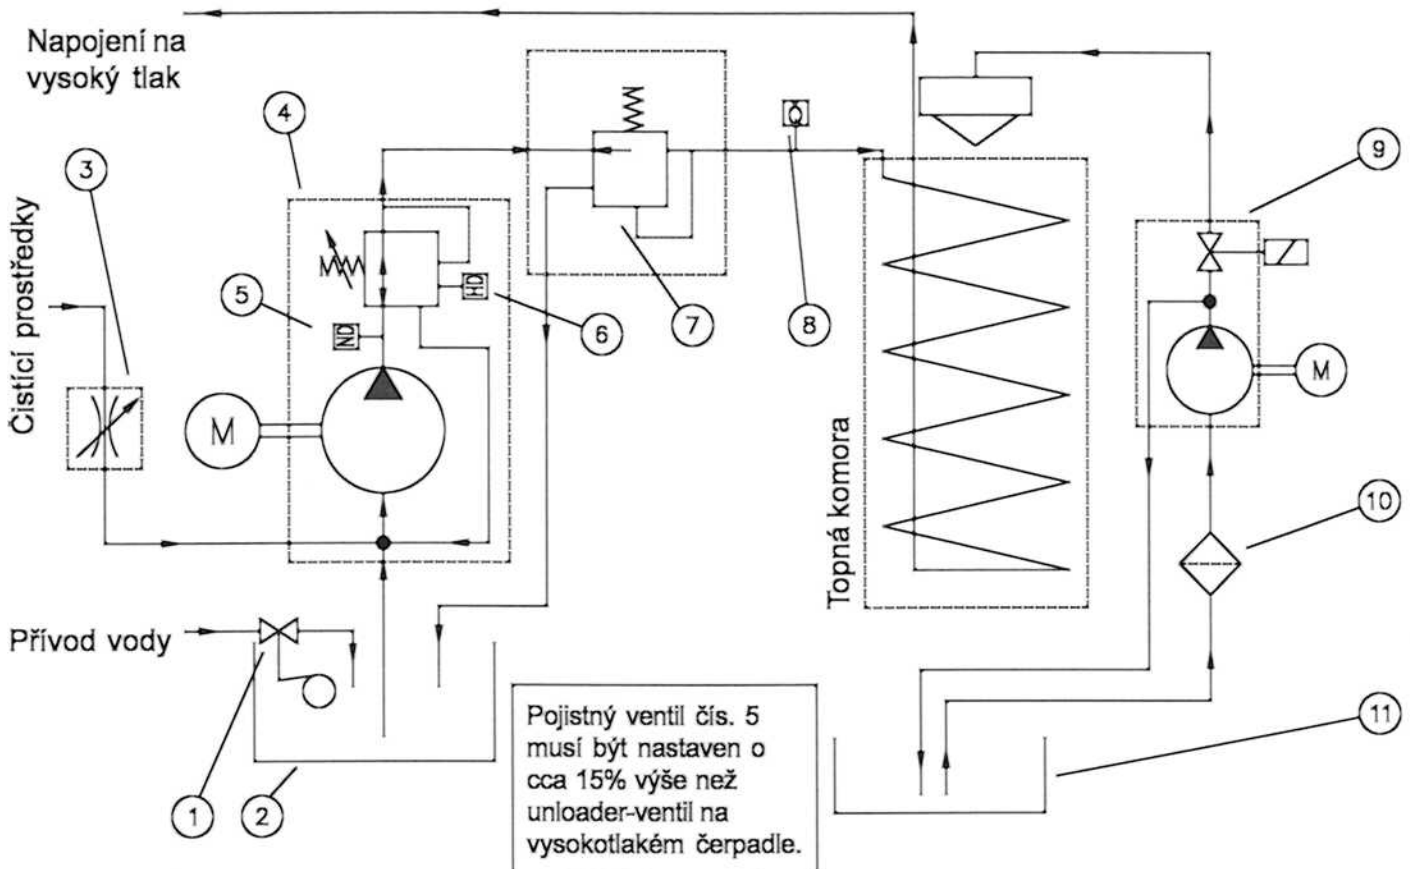 Napojení na
vysoký tlak
4
3
9
5
HD
ND
6
7
8
Čistící prostředky
M
M
Topná komora
10
Přívod vody
11
1
2
Pojistný ventil čís. 5
musí být nastaven o
cca 15% výše než
unloader-ventil na
vysokotlakém čerpadle.